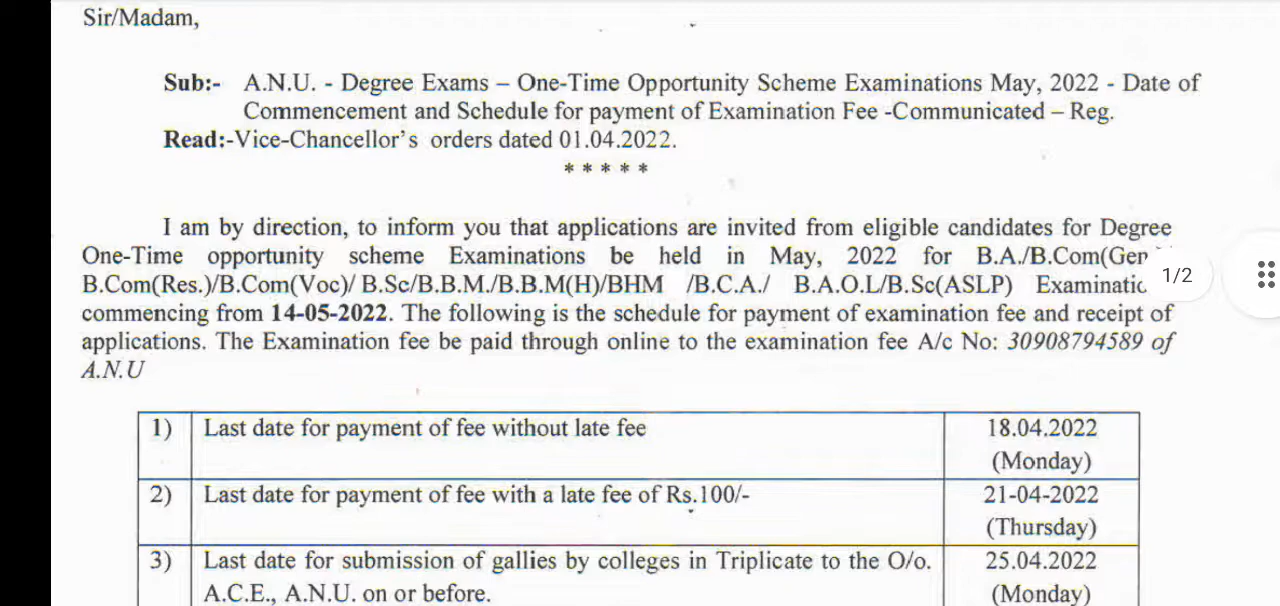 Sir/Madam,
Sub:- A.N.U. - Degree Exams – One-Time Opportunity Scheme Examinations May, 2022 - Date of
Commencement and Schedule for payment of Examination Fee -Communicated – Reg.
Read:-Vice-Chancellor's orders dated 01.04.2022.
* * * * *
I am by direction, to inform you that applications are invited from eligible candidates for Degree
One-Time opportunity scheme Examinations be held in May, 2022 for B.A./B.Com(Gen
B.Com(Res.)/B.Com(Voc)/ B.Sc/B.B.M./B.B.M(H)/BHM /B.C.A./ B.A.O.L/B.Sc(ASLP) Examinatic
1/2
commencing from 14-05-2022. The following is the schedule for payment of examination fee and receipt of
applications. The Examination fee be paid through online to the examination fee A/c No: 30908794589 of
A.N.U
1) Last date for payment of fee without late fee 18.04.2022
(Monday)
2) Last date for payment of fee with a late fee of Rs.100/- 21-04-2022
(Thursday)
3) Last date for submission of gallies by colleges in Triplicate to the O/o. 25.04.2022
A.C.E., A.N.U. on or before. (Monday)